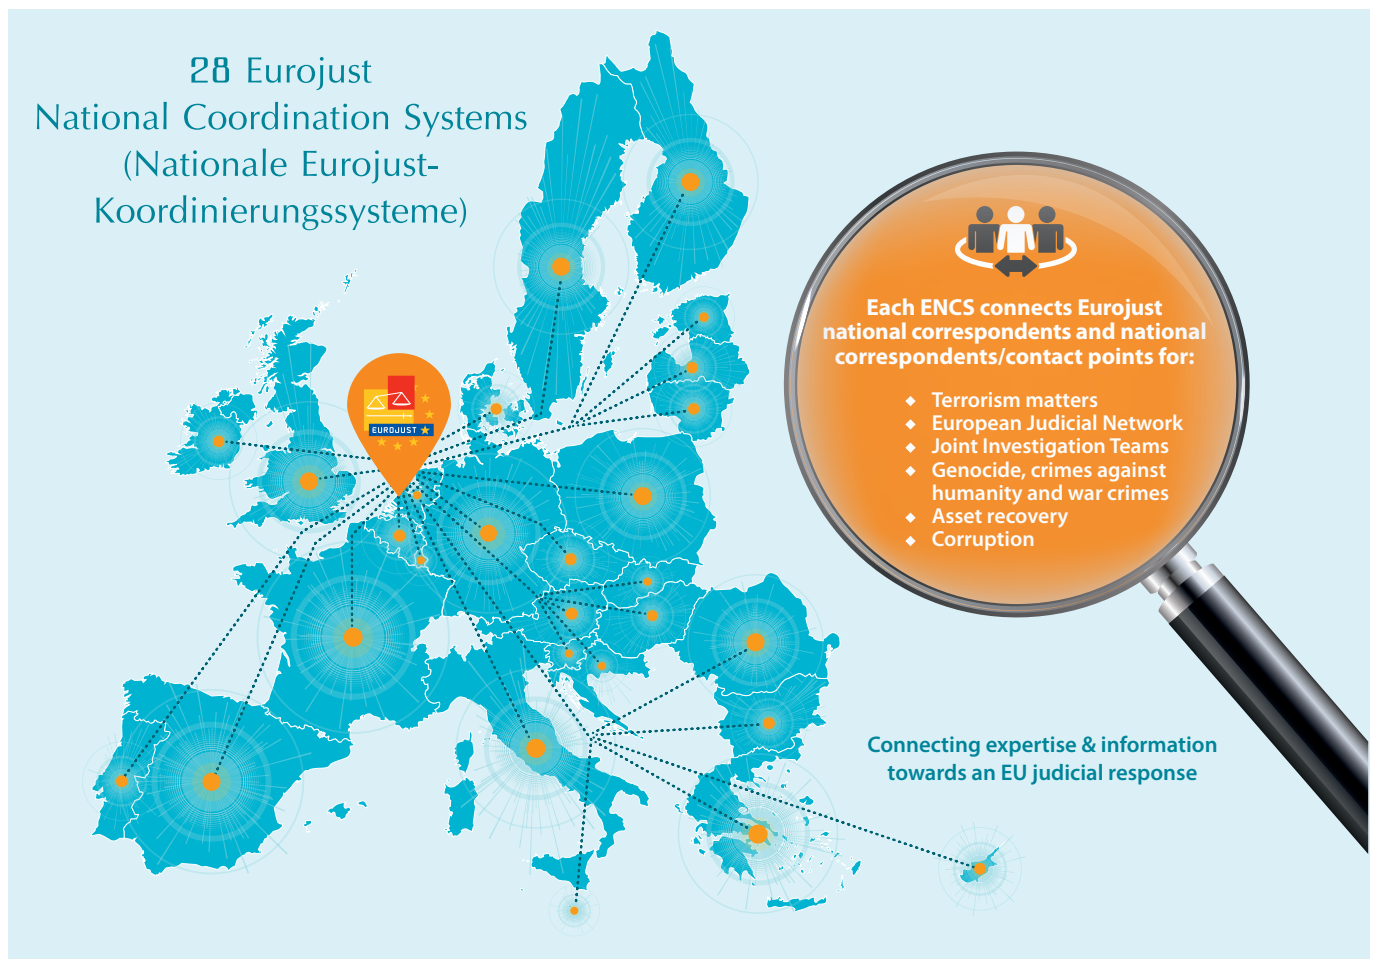 28 Eurojust
National Coordination Systems
(Nationale Eurojust-
Koordinierungssysteme)
EUROJUST
Each ENCS connects Eurojust
national correspondents and national
correspondents/contact points for:
◆ Terrorism matters
◆ European Judicial Network
◆ Joint Investigation Teams
◆ Genocide, crimes against
humanity and war crimes
◆ Asset recovery
◆ Corruption
Connecting expertise & information
towards an EU judicial response